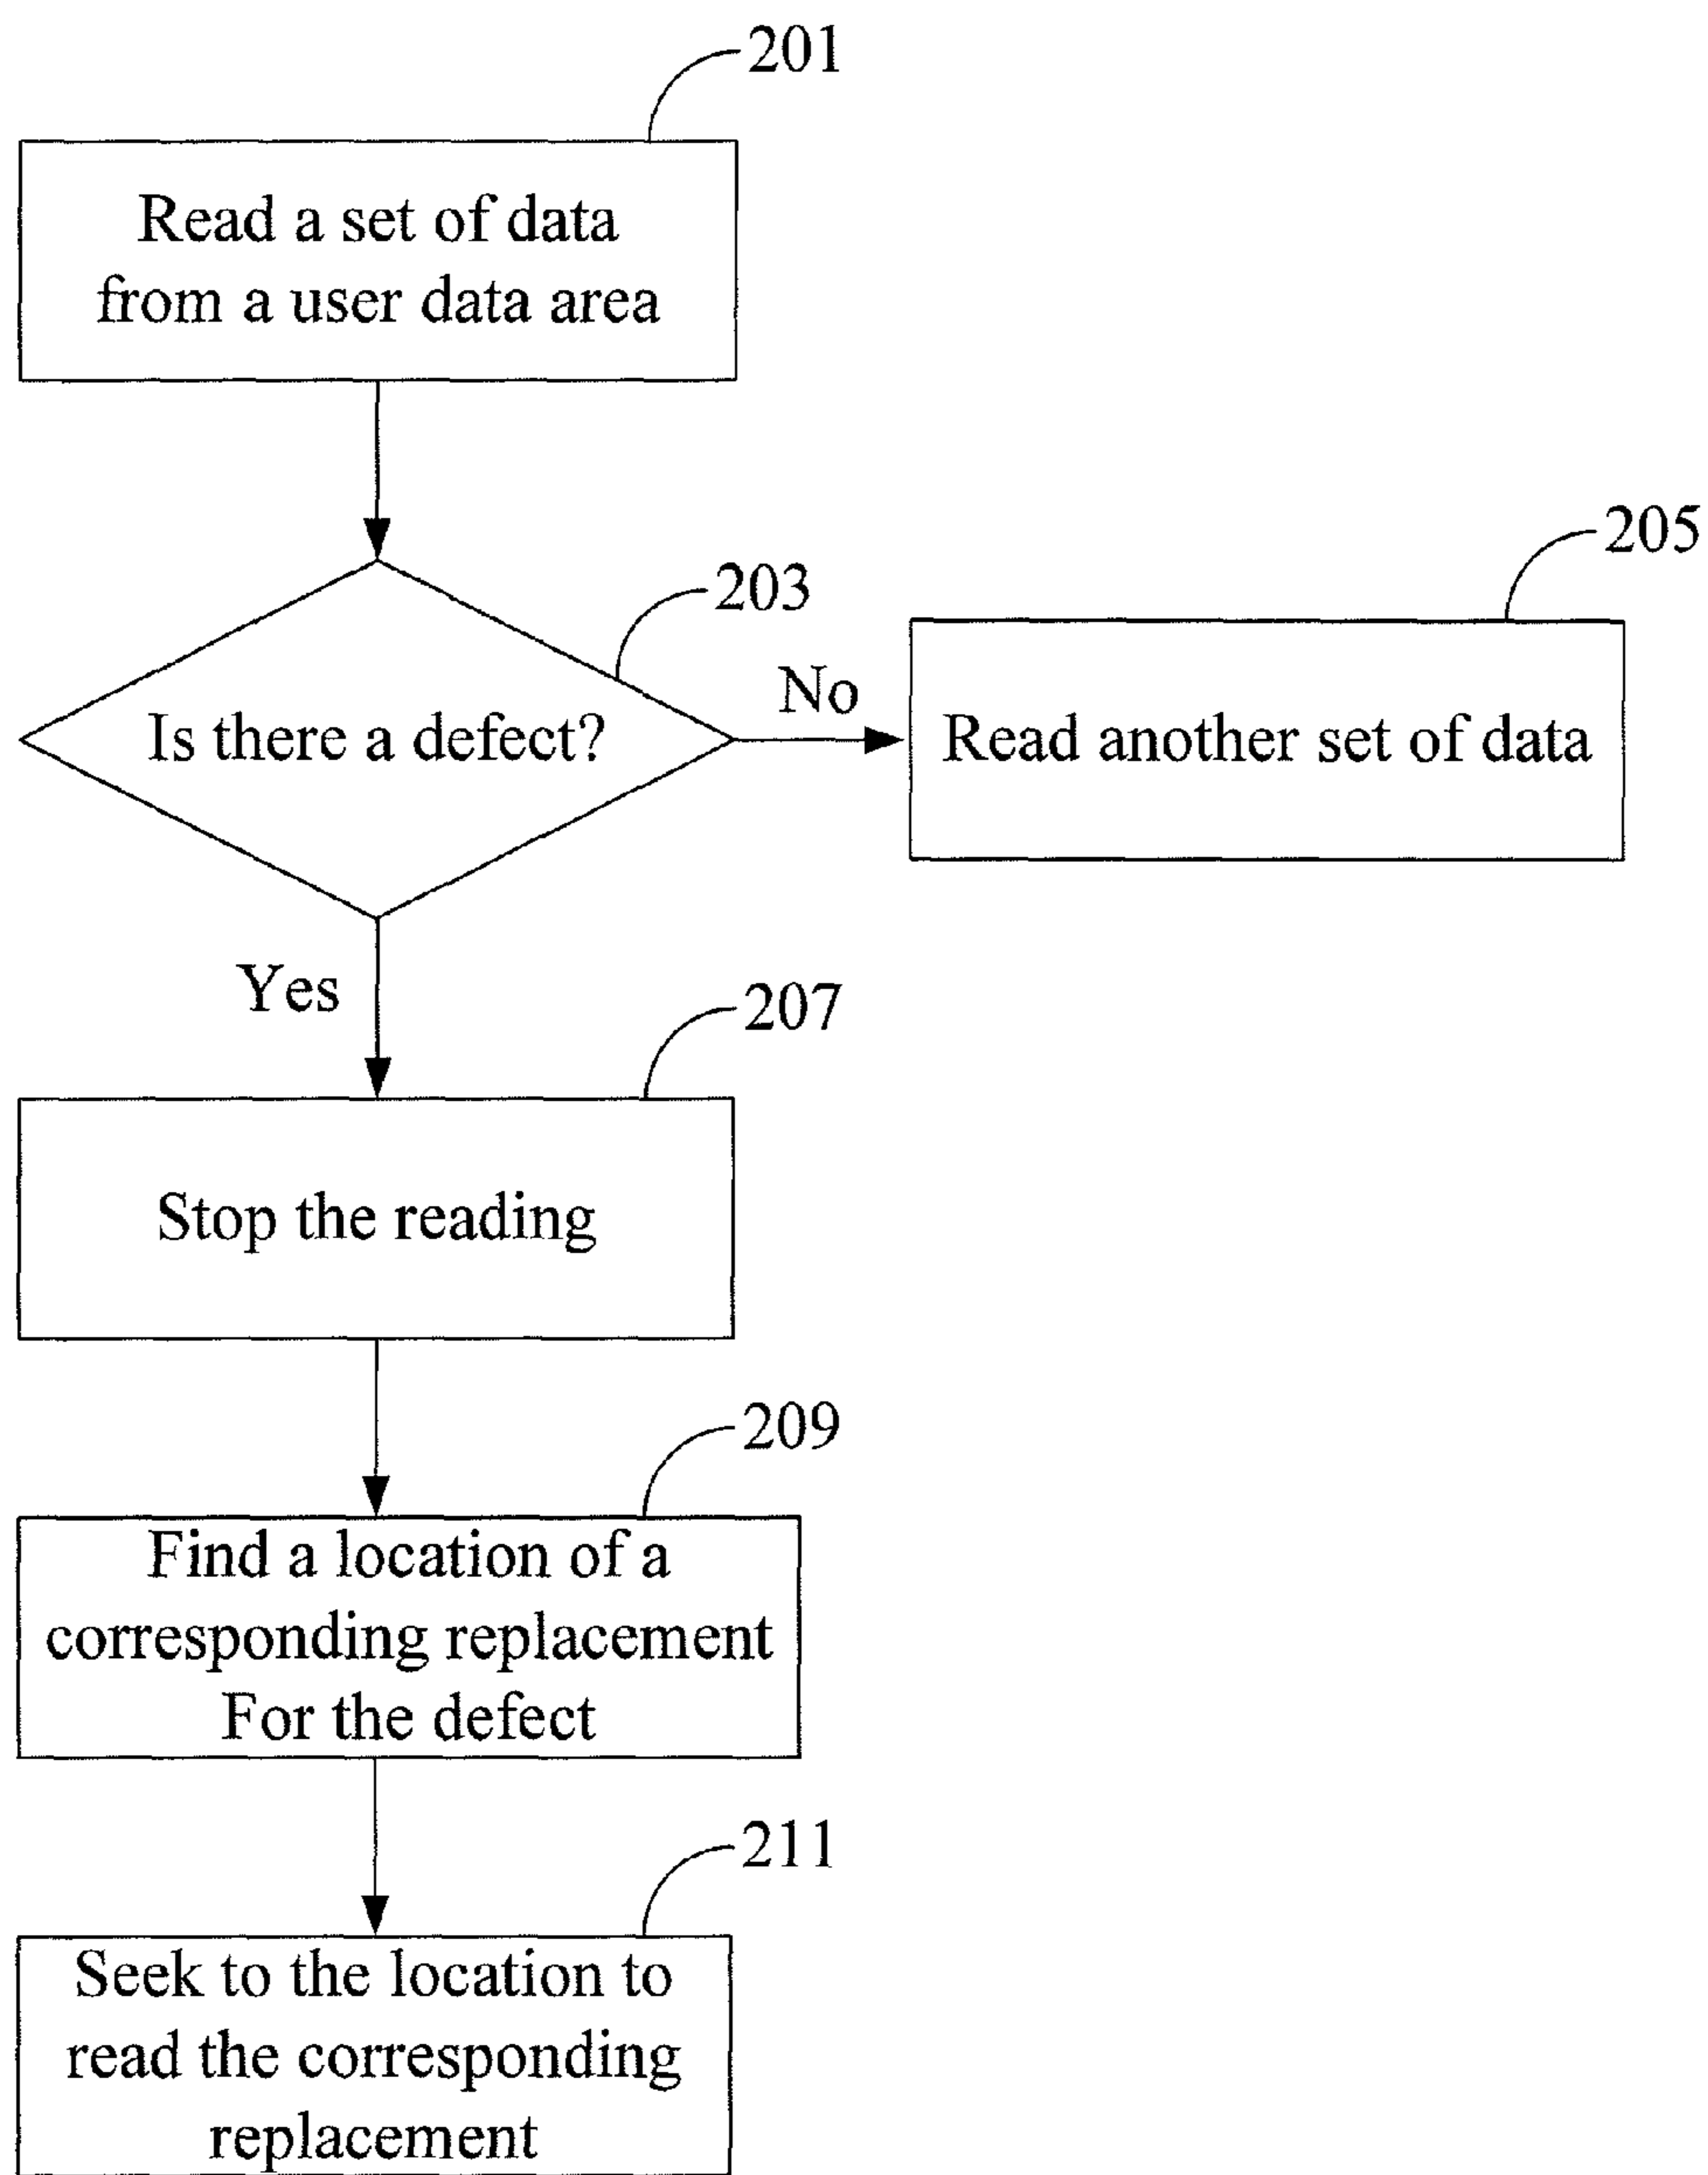 201
Read a set of data
from a user data area
203
205
No
Is there a defect?
Read another set of data
Yes
207
Stop the reading
209
Find a location of a
corresponding replacement
For the defect
211
Seek to the location to
read the corresponding
replacement